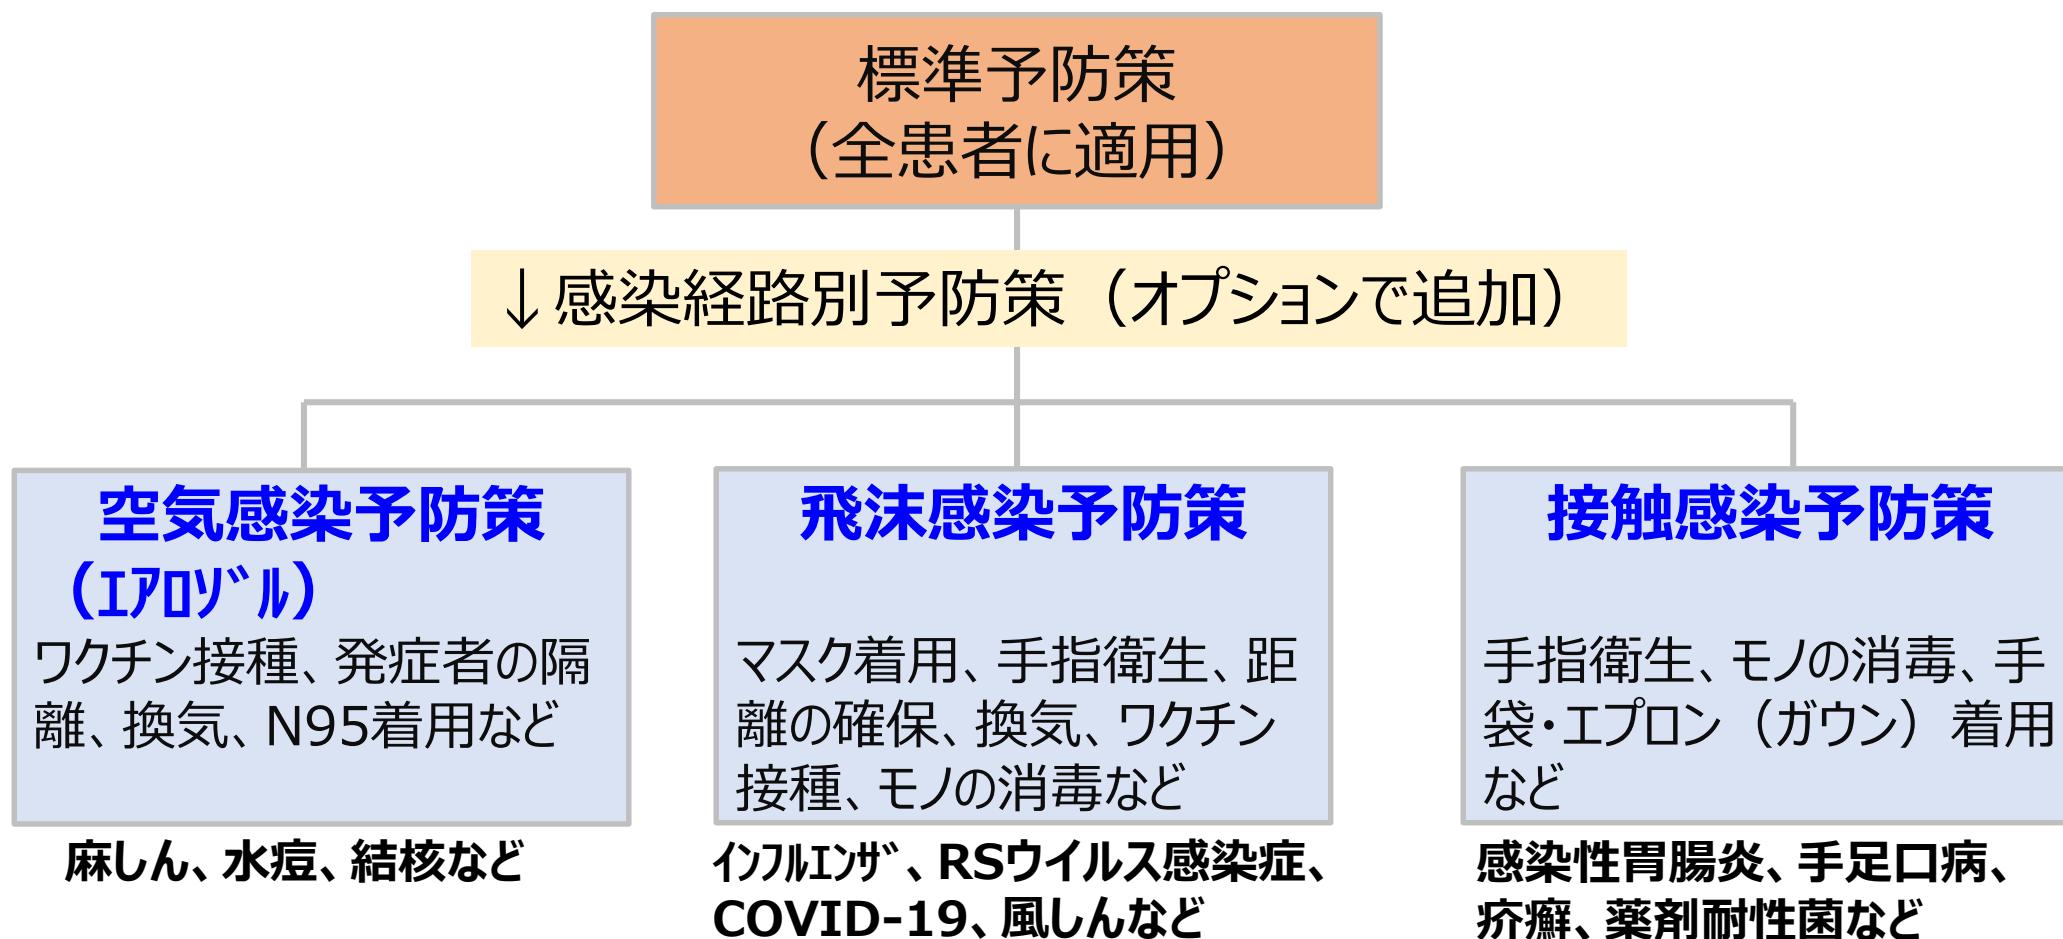 標準予防策
（全患者に適用）
↓感染経路別予防策（オプションで追加）
空気感染予防策
（ｴｱﾛｿﾞﾙ）
ワクチン接種、発症者の隔
離、換気、N95着用など
麻しん、水痘、結核など
飛沫感染予防策
マスク着用、手指衛生、距
離の確保、換気、ワクチン
接種、モノの消毒など
ｲﾝﾌﾙｴﾝｻﾞ、RSウイルス感染症、
COVID-19、風しんなど
接触感染予防策
手指衛生、モノの消毒、手
袋・エプロン（ガウン）着用
など
感染性胃腸炎、手足口病、
疥癬、薬剤耐性菌など